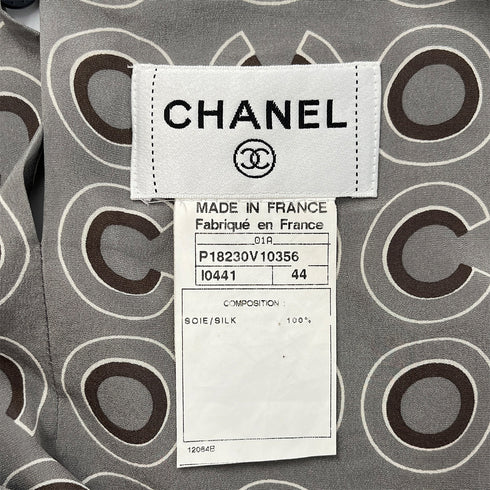 CHANEL
MADE IN FRANCE
Fabriqué en France
01A
P18230V10356
I0441 44
COMPOSITION :
SOIE/SILK 100%
12064B